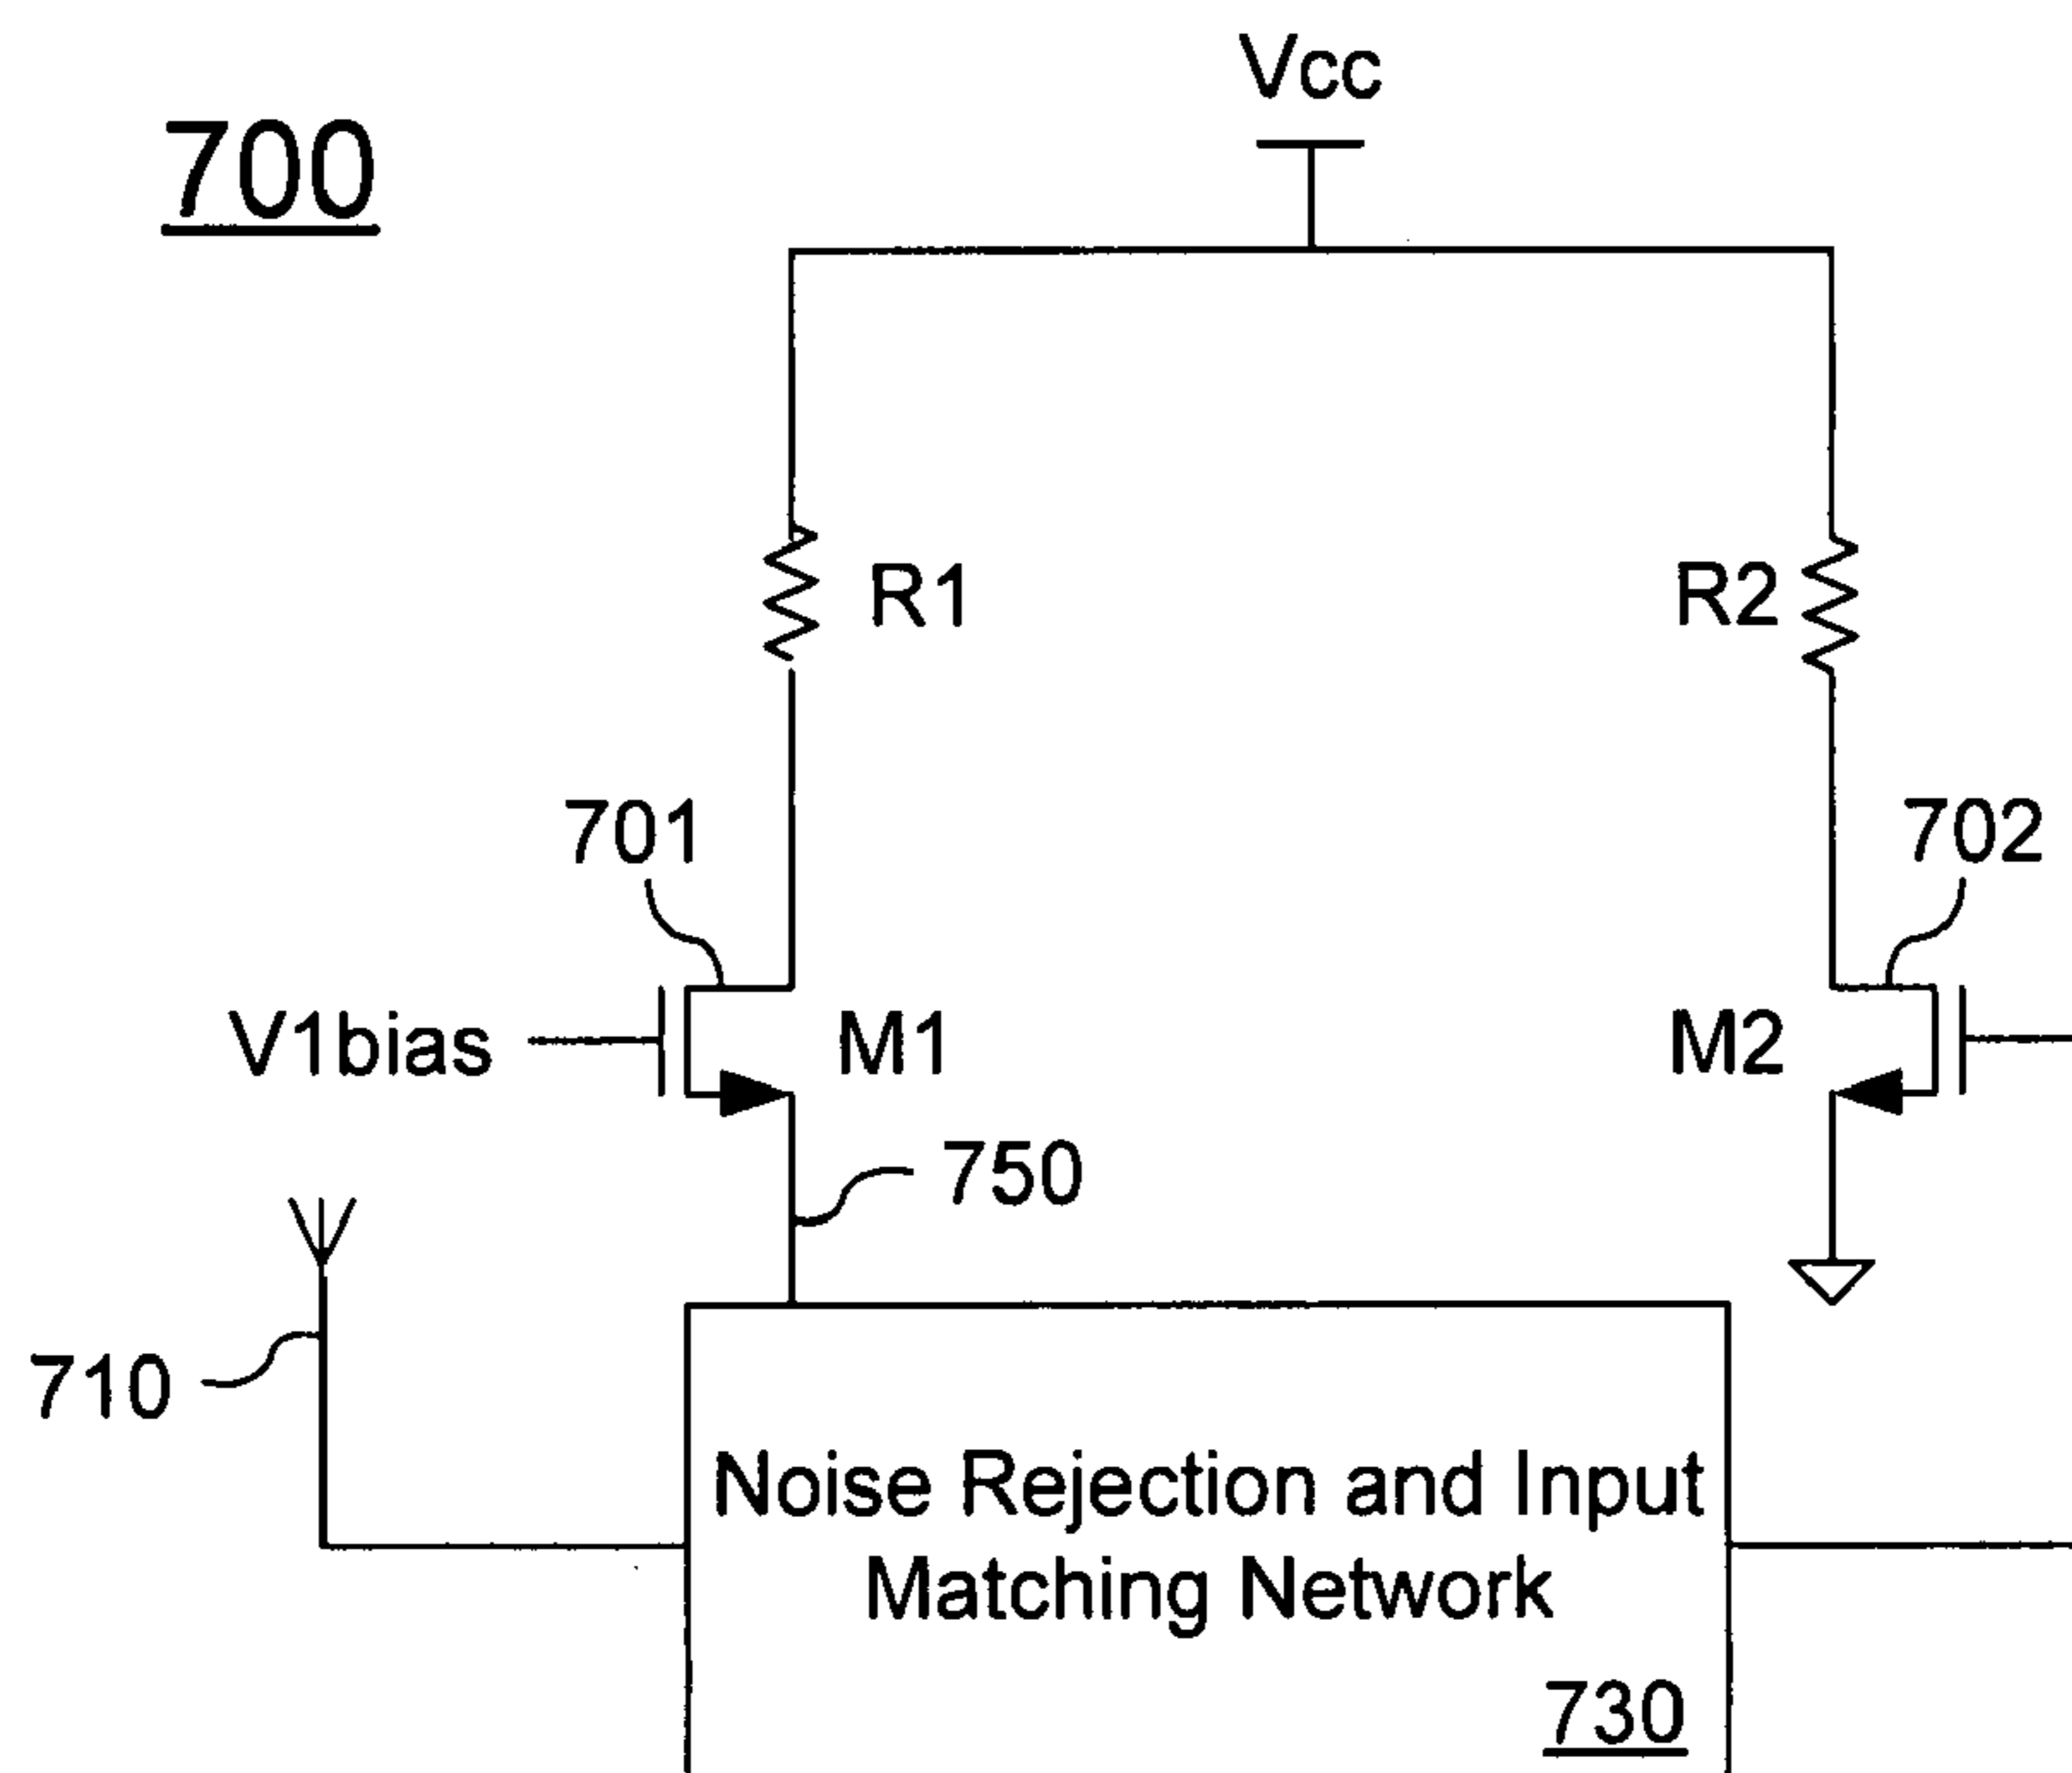 Vcc
700
R1
R2
701
702
V1bias
M1
M2
750
710
Noise Rejection and Input
Matching Network
730